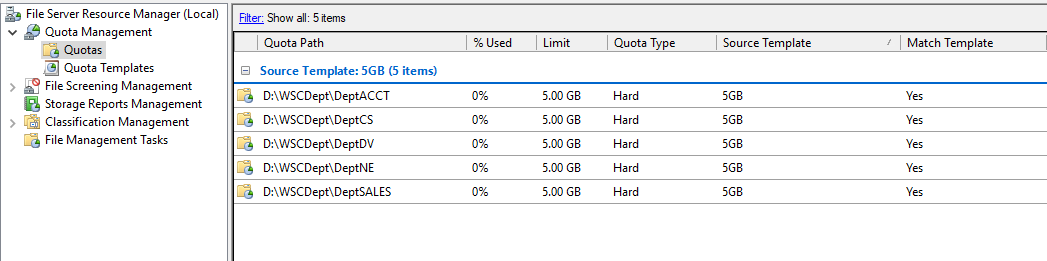 File Server Resource Manager (Local)
Quota Management
Quotas
Quota Templates
File Screening Management
Storage Reports Management
Classification Management
File Management Tasks
Filter: Show all: 5 items
Quota Path % Used Limit Quota Type Source Template Match Template
Source Template: 5GB (5 items)
D:\WSCDept\DeptACCT 0% 5.00 GB Hard 5GB Yes
D:\WSCDept\DeptCS 0% 5.00 GB Hard 5GB Yes
D:\WSCDept\DeptDV 0% 5.00 GB Hard 5GB Yes
D:\WSCDept\DeptNE 0% 5.00 GB Hard 5GB Yes
D:\WSCDept\DeptSALES 0% 5.00 GB Hard 5GB Yes